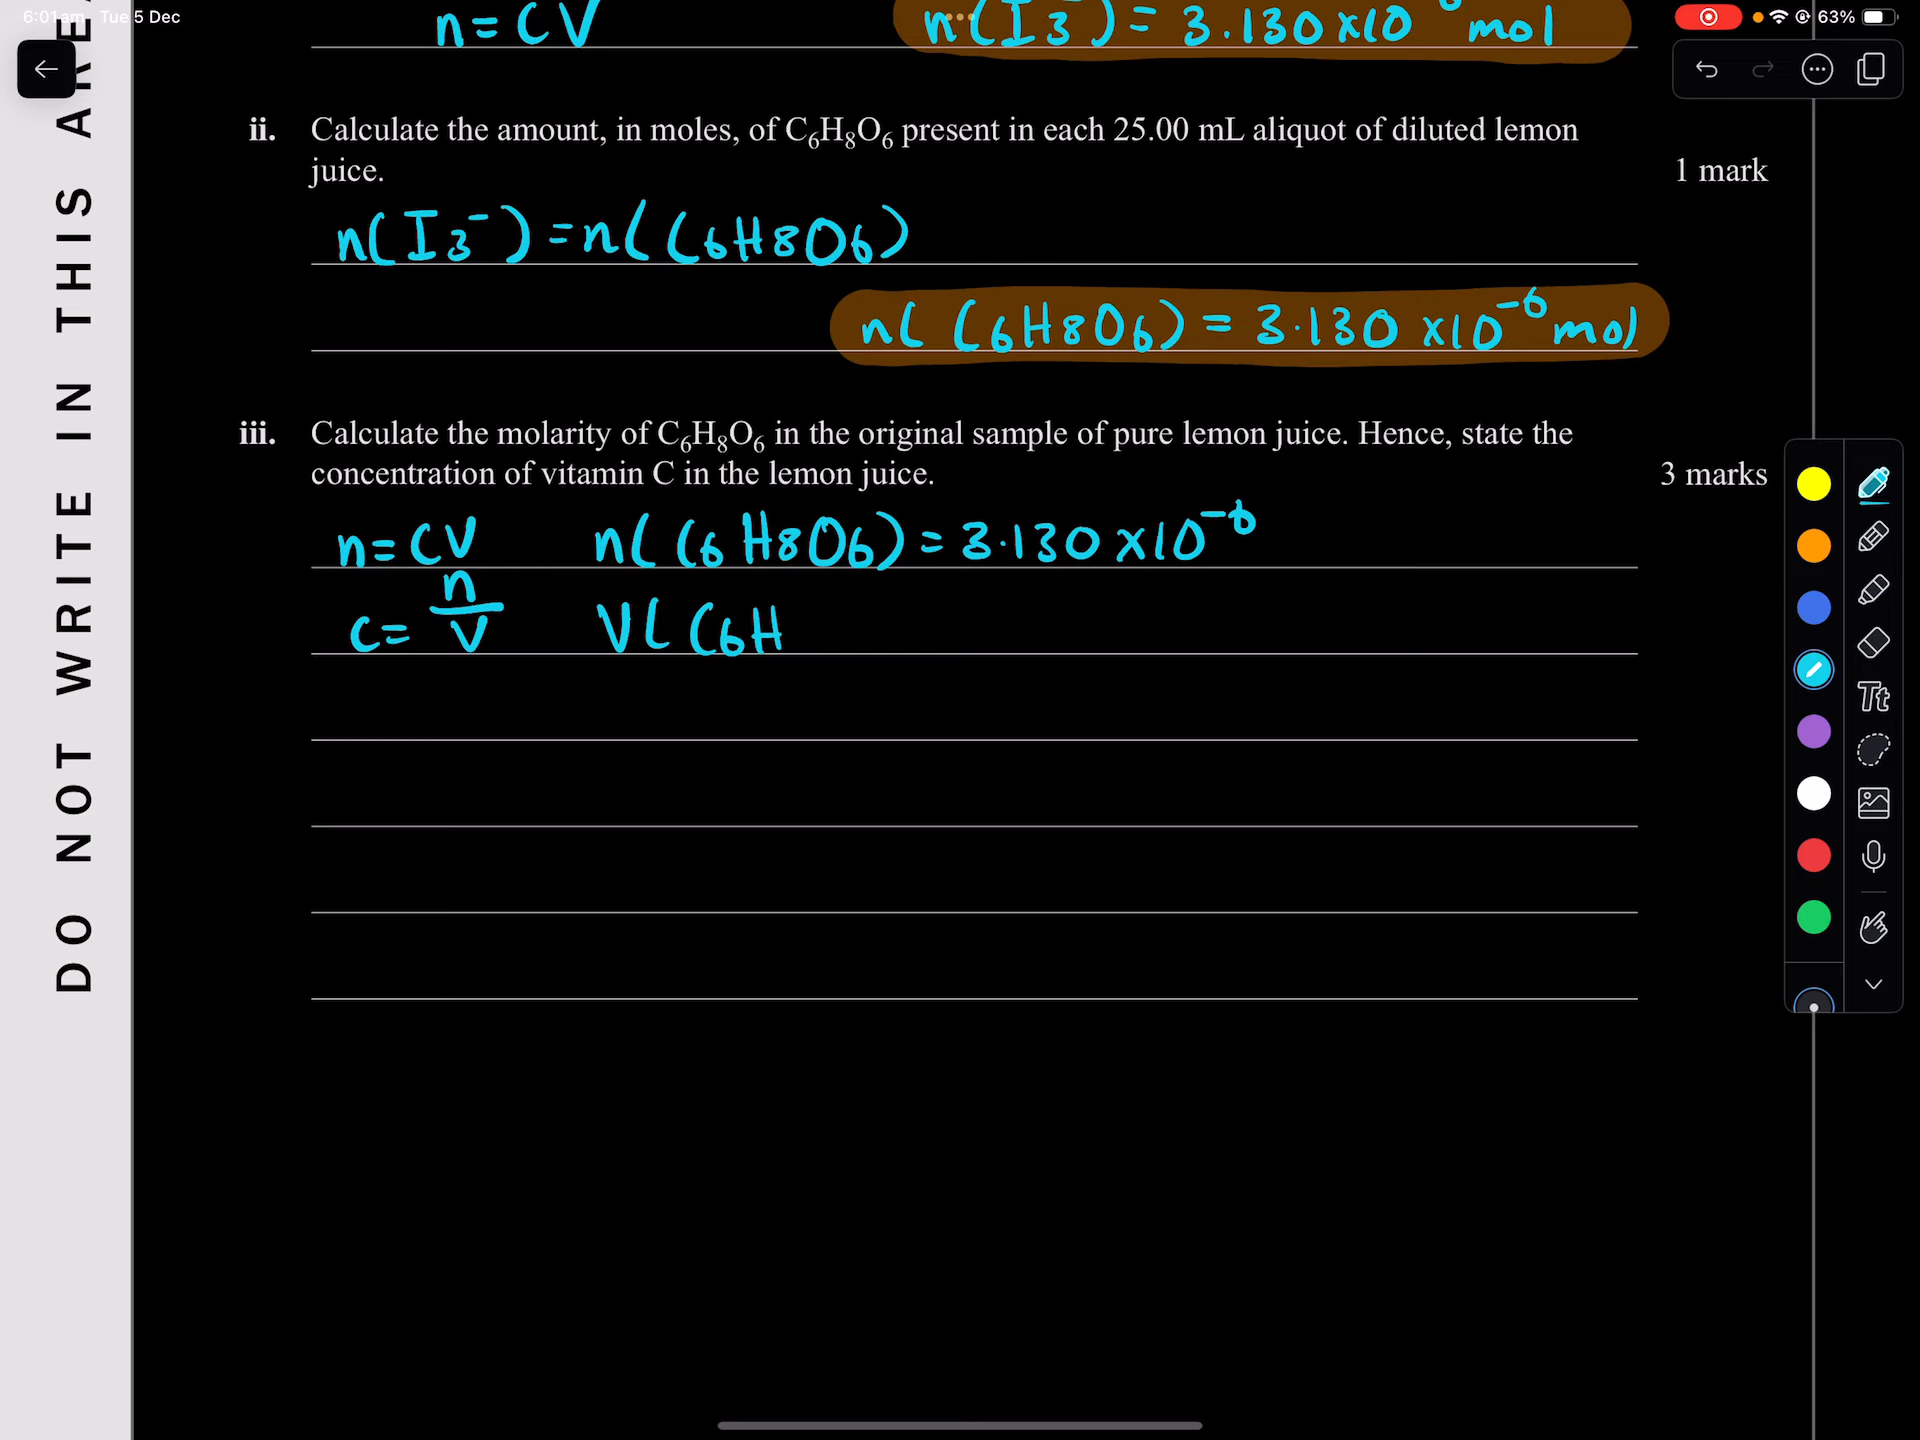 6:01am Tue 5 Dec
63%
n = CV n(I3⁻) = 3.130 x10 mol
ii. Calculate the amount, in moles, of C₆H₈O₆ present in each 25.00 mL aliquot of diluted lemon
juice. 1 mark
n(I3⁻) = n(C6H8O6)
n(C6H8O6) = 3.130 x10⁻⁶ mol
iii. Calculate the molarity of C₆H₈O₆ in the original sample of pure lemon juice. Hence, state the
concentration of vitamin C in the lemon juice. 3 marks
n = CV n(C6H8O6) = 3.130 x10⁻⁶
c = n/V V(C6H
DO NOT WRITE IN THIS ARE
Tt